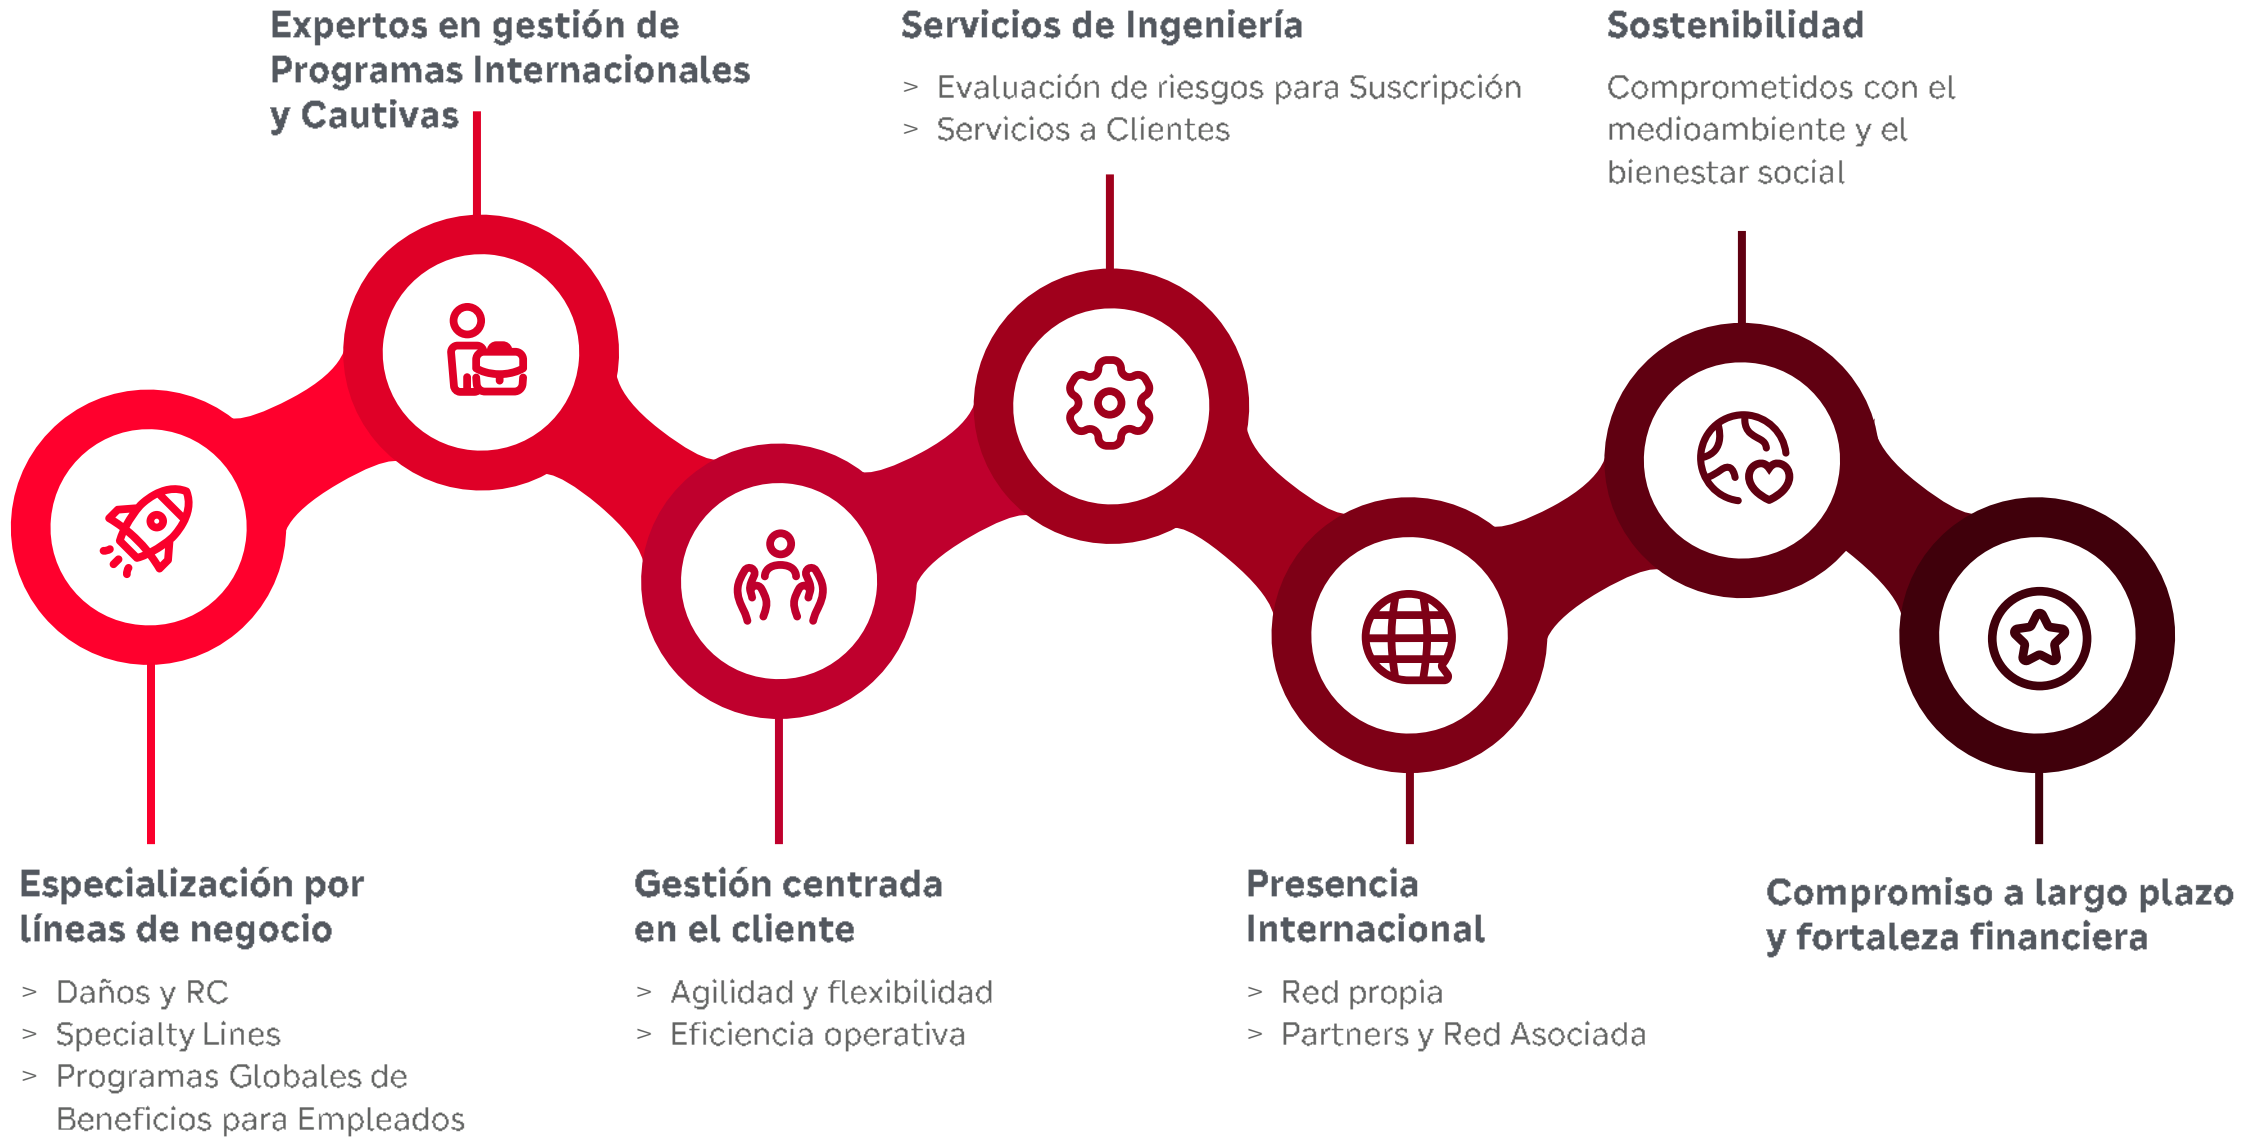 Expertos en gestión de
Programas Internacionales
y Cautivas
Servicios de Ingeniería
> Evaluación de riesgos para Suscripción
> Servicios a Clientes
Sostenibilidad
Comprometidos con el
medioambiente y el
bienestar social
Especialización por
líneas de negocio
> Daños y RC
> Specialty Lines
> Programas Globales de
Beneficios para Empleados
Gestión centrada
en el cliente
> Agilidad y flexibilidad
> Eficiencia operativa
Presencia
Internacional
> Red propia
> Partners y Red Asociada
Compromiso a largo plazo
y fortaleza financiera